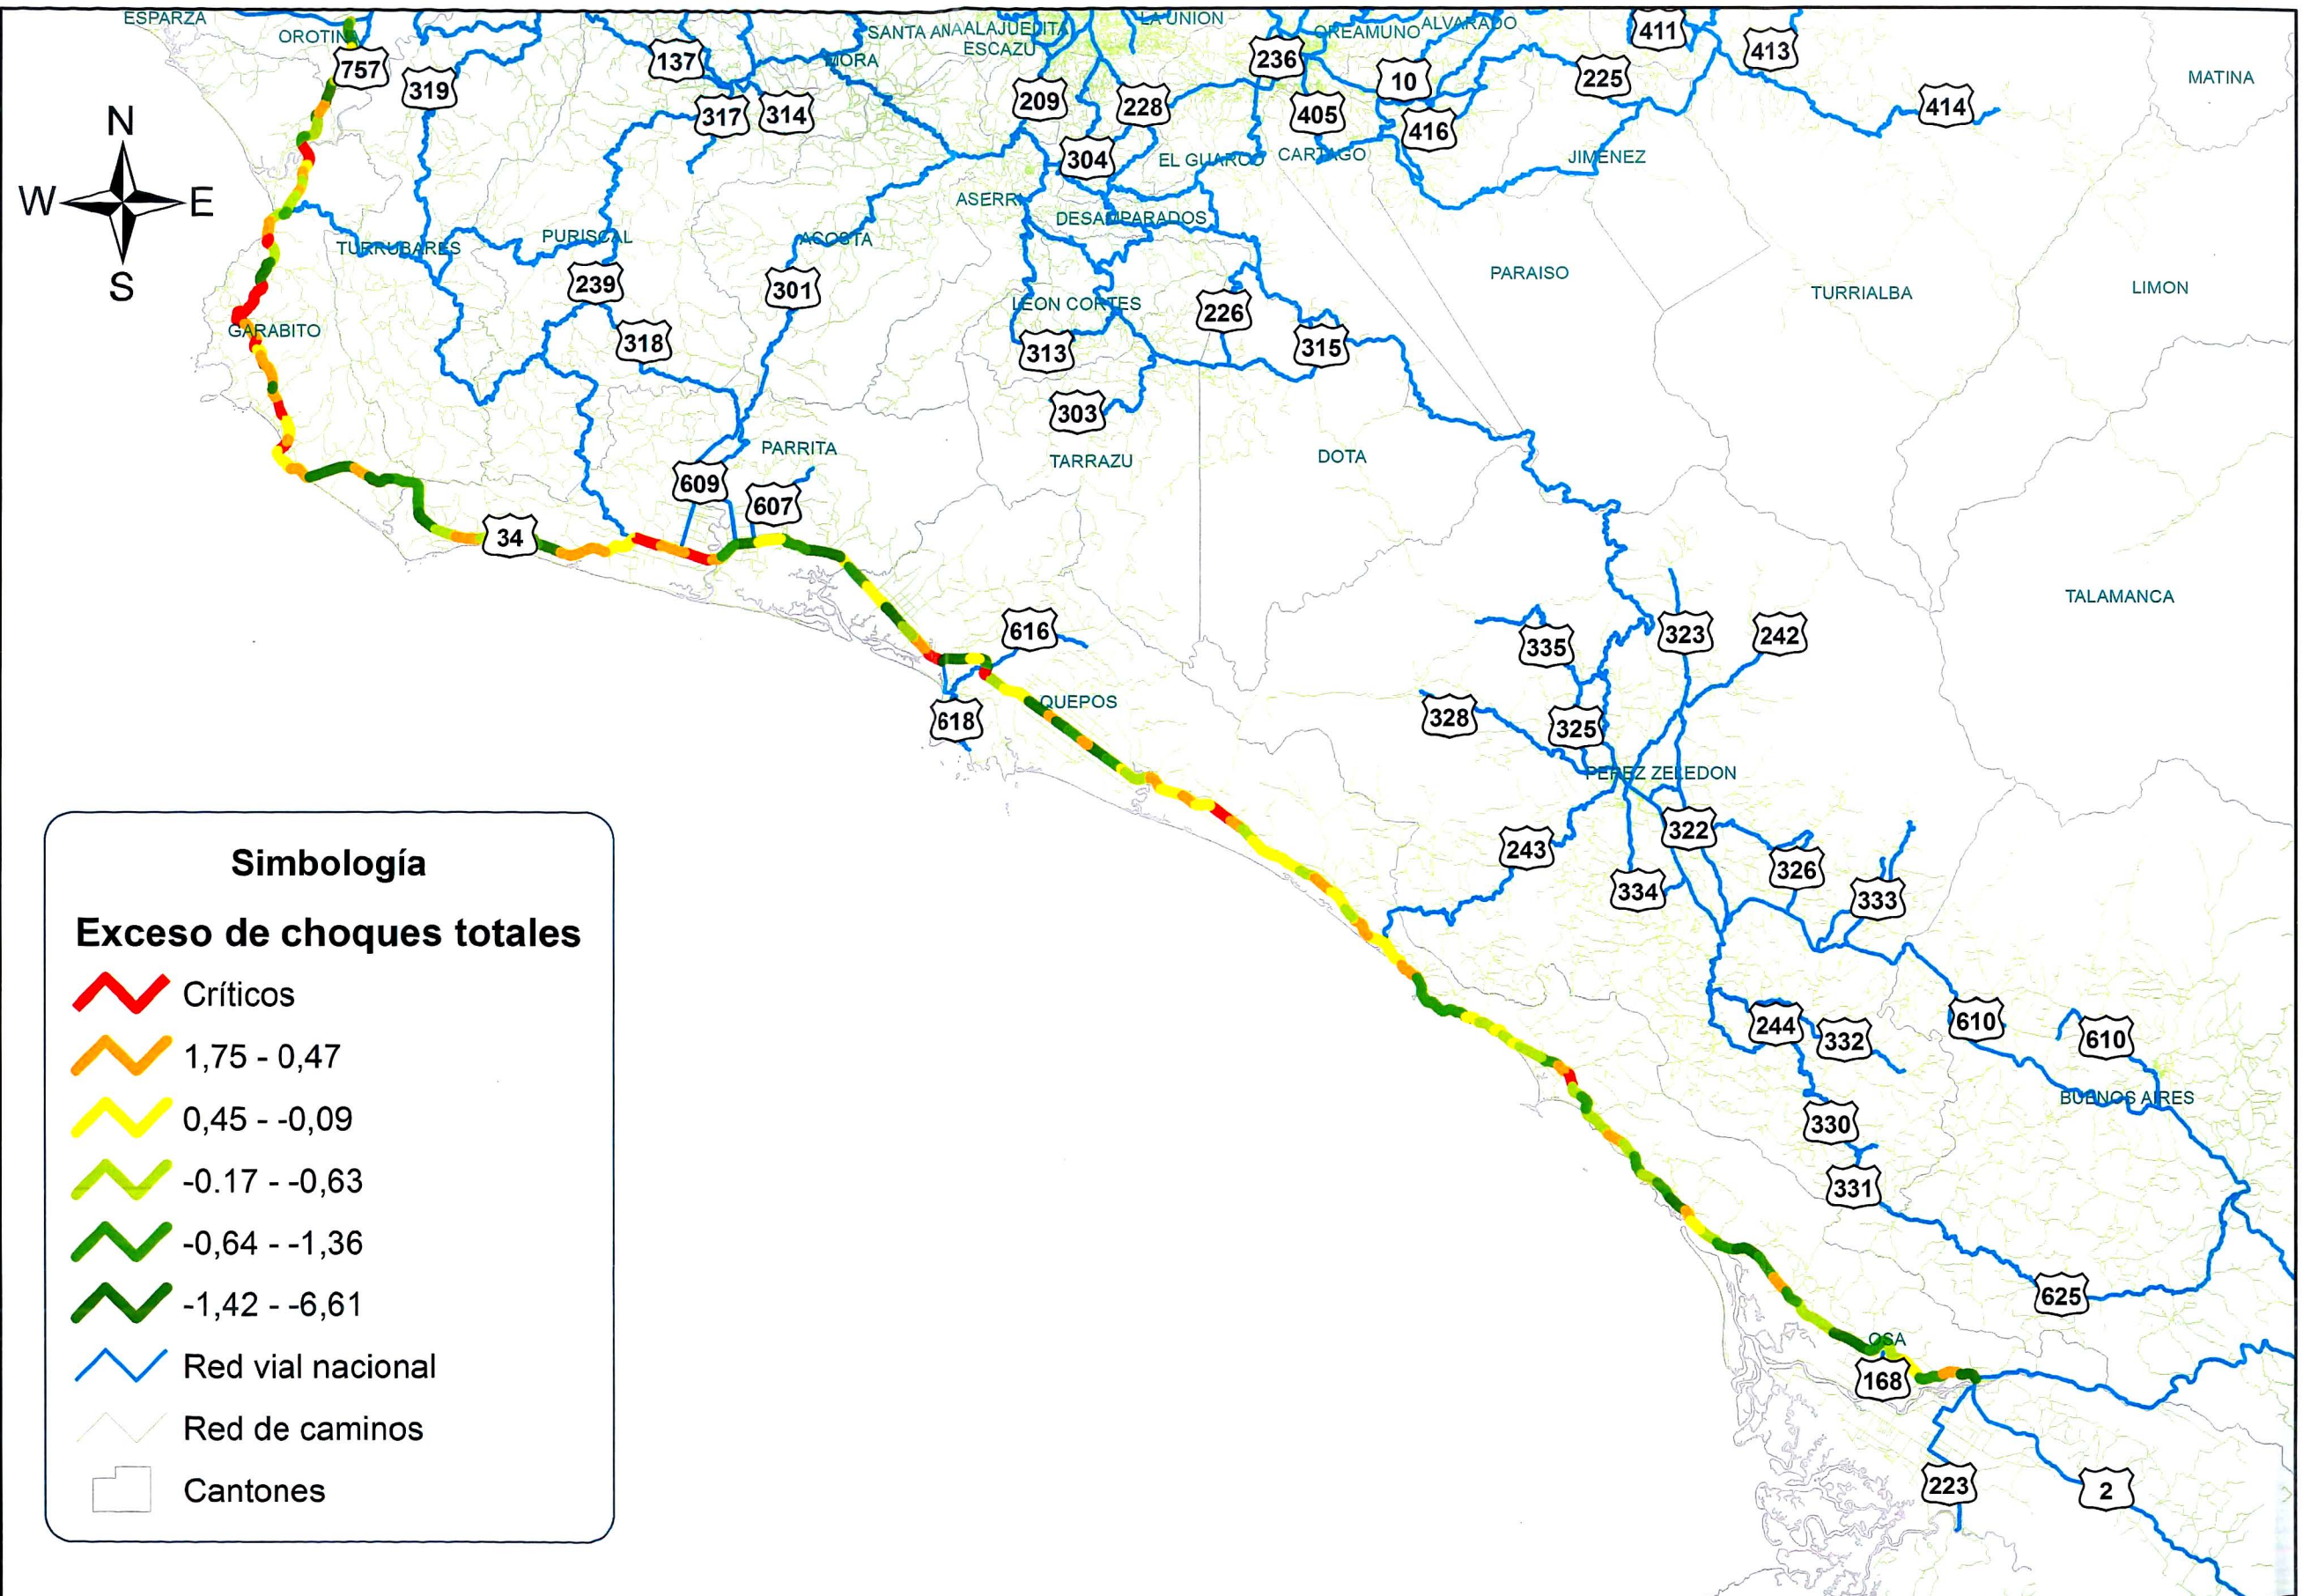 ESPARZA
OROTINA
SANTA ANA
ALAJUELITA
LA UNION
OREAMUNO
ALVARADO
411
413
MATINA
757
319
137
MORA
ESCAZU
236
10
225
414
317
314
209
228
405
416
304
EL GUARCO
CARTAGO
JIMENEZ
N
W
E
S
ASERRI
DESAMPARADOS
TURRUBARES
PURISCAL
ACOSTA
PARAISO
TURRIALBA
LIMON
239
301
LEON CORTES
226
GARABITO
318
313
315
303
PARRITA
TARRAZU
DOTA
609
607
34
TALAMANCA
616
335
323
242
618
QUEPOS
328
325
PEREZ ZELEDON
243
322
334
326
333
244
332
610
610
BUENOS AIRES
330
331
625
OSA
168
223
2
Simbología
Exceso de choques totales
Críticos
1,75 - 0,47
0,45 - -0,09
-0.17 - -0,63
-0,64 - -1,36
-1,42 - -6,61
Red vial nacional
Red de caminos
Cantones